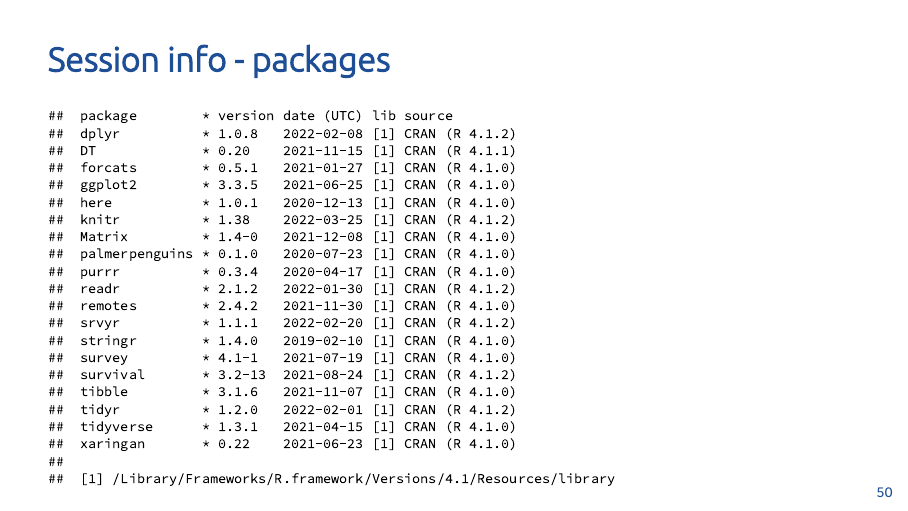 Session info - packages
##  package       * version date (UTC) lib source
##  dplyr         * 1.0.8   2022-02-08 [1] CRAN (R 4.1.2)
##  DT            * 0.20    2021-11-15 [1] CRAN (R 4.1.1)
##  forcats       * 0.5.1   2021-01-27 [1] CRAN (R 4.1.0)
##  ggplot2       * 3.3.5   2021-06-25 [1] CRAN (R 4.1.0)
##  here          * 1.0.1   2020-12-13 [1] CRAN (R 4.1.0)
##  knitr         * 1.38    2022-03-25 [1] CRAN (R 4.1.2)
##  Matrix        * 1.4-0   2021-12-08 [1] CRAN (R 4.1.0)
##  palmerpenguins * 0.1.0  2020-07-23 [1] CRAN (R 4.1.0)
##  purrr         * 0.3.4   2020-04-17 [1] CRAN (R 4.1.0)
##  readr         * 2.1.2   2022-01-30 [1] CRAN (R 4.1.2)
##  remotes       * 2.4.2   2021-11-30 [1] CRAN (R 4.1.0)
##  srvyr         * 1.1.1   2022-02-20 [1] CRAN (R 4.1.2)
##  stringr       * 1.4.0   2019-02-10 [1] CRAN (R 4.1.0)
##  survey        * 4.1-1   2021-07-19 [1] CRAN (R 4.1.0)
##  survival      * 3.2-13  2021-08-24 [1] CRAN (R 4.1.2)
##  tibble        * 3.1.6   2021-11-07 [1] CRAN (R 4.1.0)
##  tidyr         * 1.2.0   2022-02-01 [1] CRAN (R 4.1.2)
##  tidyverse     * 1.3.1   2021-04-15 [1] CRAN (R 4.1.0)
##  xaringan      * 0.22    2021-06-23 [1] CRAN (R 4.1.0)
##
##  [1] /Library/Frameworks/R.framework/Versions/4.1/Resources/library
50